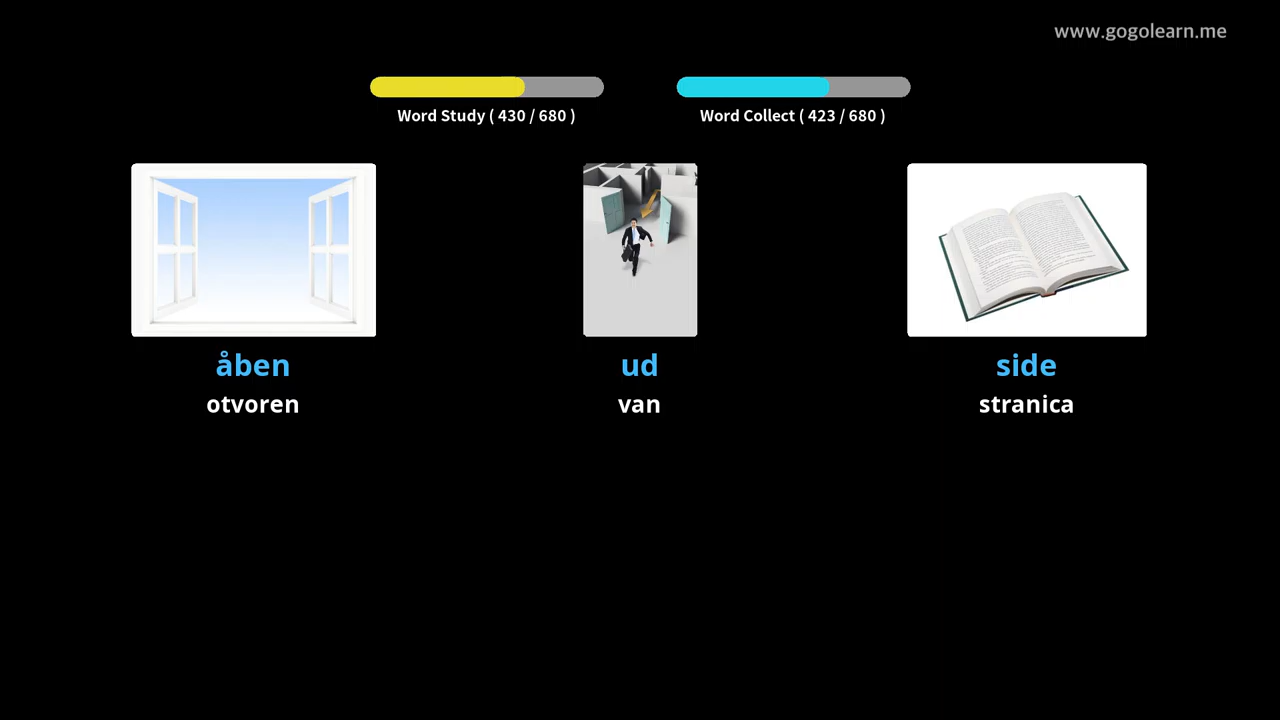 www.gogolearn.me
Word Study ( 430 / 680 )
Word Collect ( 423 / 680 )
åben
ud
side
otvoren
van
stranica